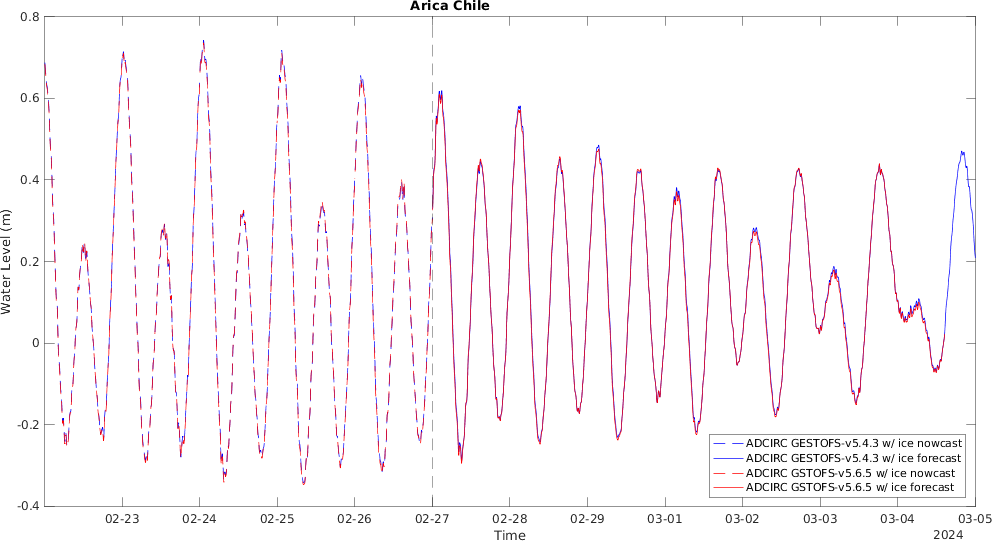 Arica Chile
0.8
0.6
0.4
0.2
0
-0.2
-0.4
Water Level (m)
02-23 02-24 02-25 02-26 02-27 02-28 02-29 03-01 03-02 03-03 03-04 03-05
Time
2024
ADCIRC GESTOFS-v5.4.3 w/ ice nowcast
ADCIRC GESTOFS-v5.4.3 w/ ice forecast
ADCIRC GSTOFS-v5.6.5 w/ ice nowcast
ADCIRC GSTOFS-v5.6.5 w/ ice forecast